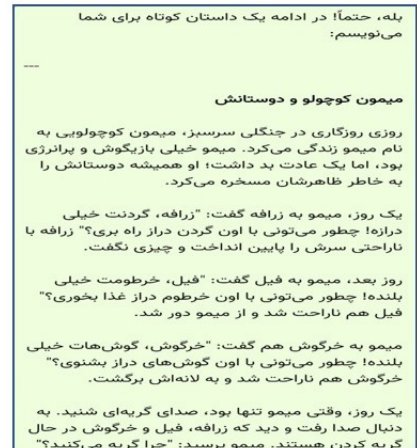 بله، حتماً! در ادامه یک داستان کوتاه برای شما
می‌نویسم:
---
میمون کوچولو و دوستانش
روزی روزگاری در جنگلی سرسبز، میمون کوچولویی به
نام میمو زندگی می‌کرد. میمو خیلی بازیگوش و پرانرژی
بود، اما یک عادت بد داشت؛ او همیشه دوستانش را
به خاطر ظاهرشان مسخره می‌کرد.
یک روز، میمو به زرافه گفت: "زرافه، گردنت خیلی
درازه! چطور می‌تونی با اون گردن دراز راه بری؟" زرافه با
ناراحتی سرش را پایین انداخت و چیزی نگفت.
روز بعد، میمو به فیل گفت: "فیل، خرطومت خیلی
بلنده! چطور می‌تونی با اون خرطوم دراز غذا بخوری؟"
فیل هم ناراحت شد و از میمو دور شد.
میمو به خرگوش هم گفت: "خرگوش، گوش‌هات خیلی
بلنده! چطور می‌تونی با اون گوش‌های دراز بشنوی؟"
خرگوش هم ناراحت شد و به لانه‌اش برگشت.
یک روز، وقتی میمو تنها بود، صدای گریه‌ای شنید. به
دنبال صدا رفت و دید که زرافه، فیل و خرگوش در حال
گریه کردن هستند. میمو پرسید: "چرا گریه می‌کنید؟"